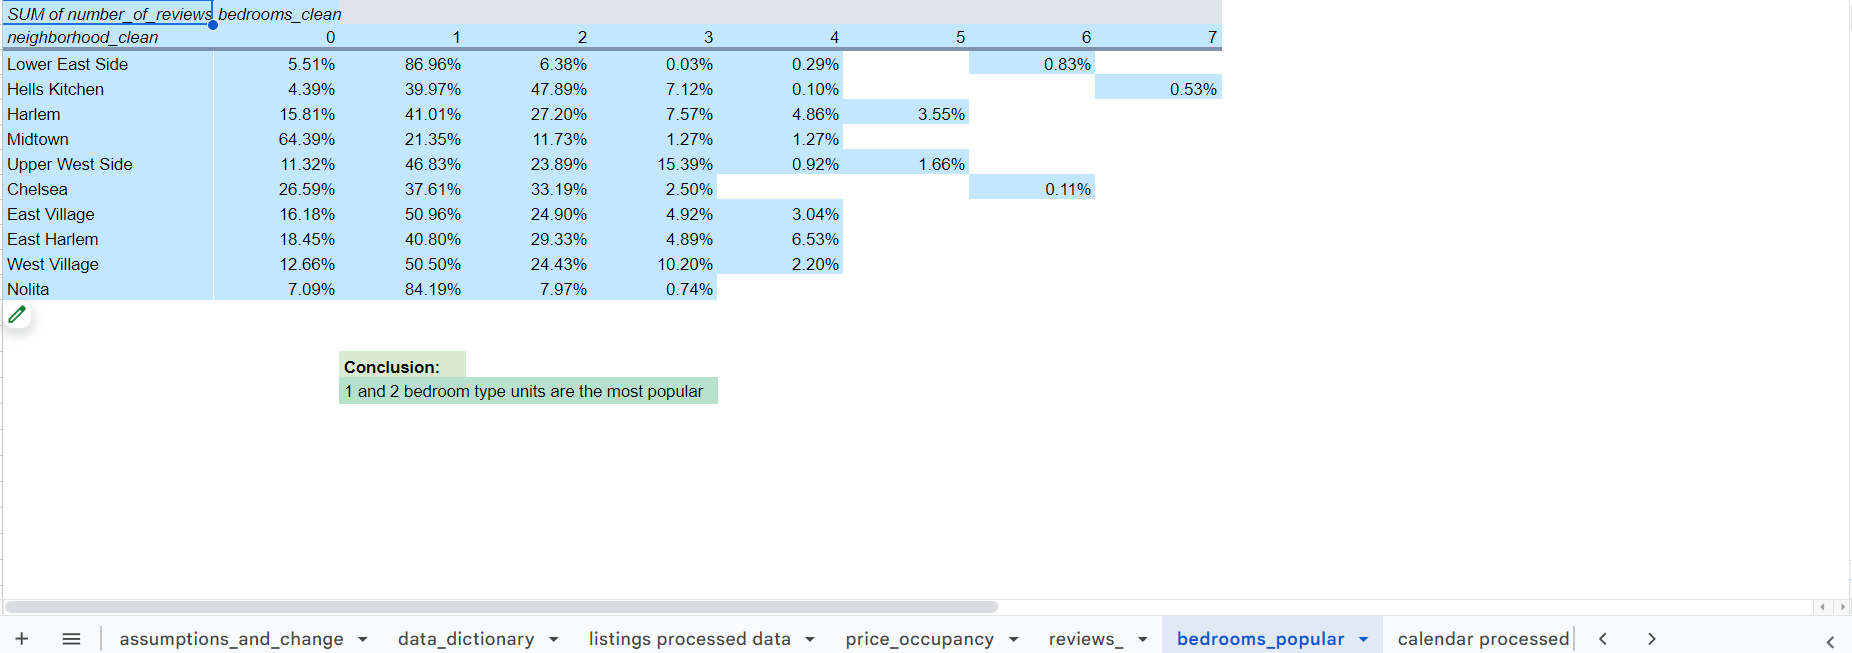 SUM of number_of_reviews bedrooms_clean
neighborhood_clean 0 1 2 3 4 5 6 7
Lower East Side 5.51% 86.96% 6.38% 0.03% 0.29% 0.83%
Hells Kitchen 4.39% 39.97% 47.89% 7.12% 0.10% 0.53%
Harlem 15.81% 41.01% 27.20% 7.57% 4.86% 3.55%
Midtown 64.39% 21.35% 11.73% 1.27% 1.27%
Upper West Side 11.32% 46.83% 23.89% 15.39% 0.92% 1.66%
Chelsea 26.59% 37.61% 33.19% 2.50% 0.11%
East Village 16.18% 50.96% 24.90% 4.92% 3.04%
East Harlem 18.45% 40.80% 29.33% 4.89% 6.53%
West Village 12.66% 50.50% 24.43% 10.20% 2.20%
Nolita 7.09% 84.19% 7.97% 0.74%
Conclusion:
1 and 2 bedroom type units are the most popular
assumptions_and_change data_dictionary listings processed data price_occupancy reviews_ bedrooms_popular calendar processed